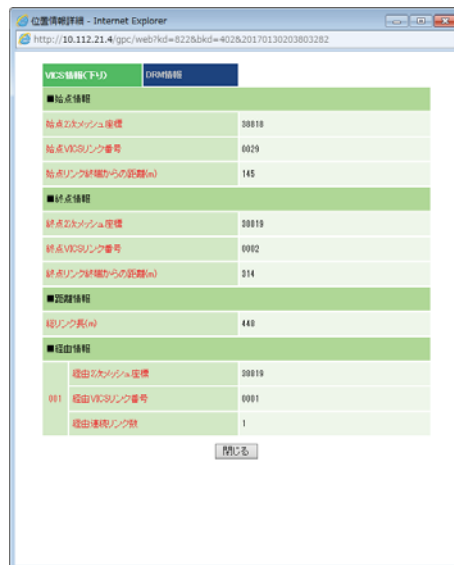 位置情報詳細 - Internet Explorer
http://10.112.21.4/gpc/web?kd=822&bkd=402&20170130203803282
VICS情報(下り) DRM情報
■始点情報
始点2次メッシュ座標 30818
始点VICSリンク番号 0029
始点リンク終端からの距離(m) 145
■終点情報
終点2次メッシュ座標 30819
終点VICSリンク番号 0002
終点リンク終端からの距離(m) 314
■距離情報
総リンク長(m) 440
■経由情報
001 経由2次メッシュ座標 30819
経由VICSリンク番号 0001
経由連続リンク数 1
閉じる